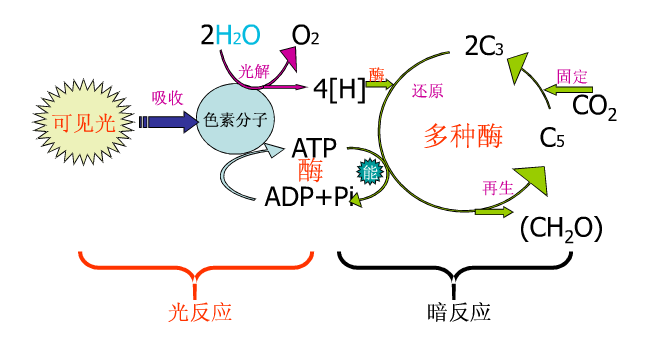 2H₂O
O₂
光解
4[H]
酶
还原
2C₃
固定
CO₂
吸收
可见光
色素分子
多种酶
C₅
ATP
酶
能
ADP+Pi
再生
(CH₂O)
光反应
暗反应